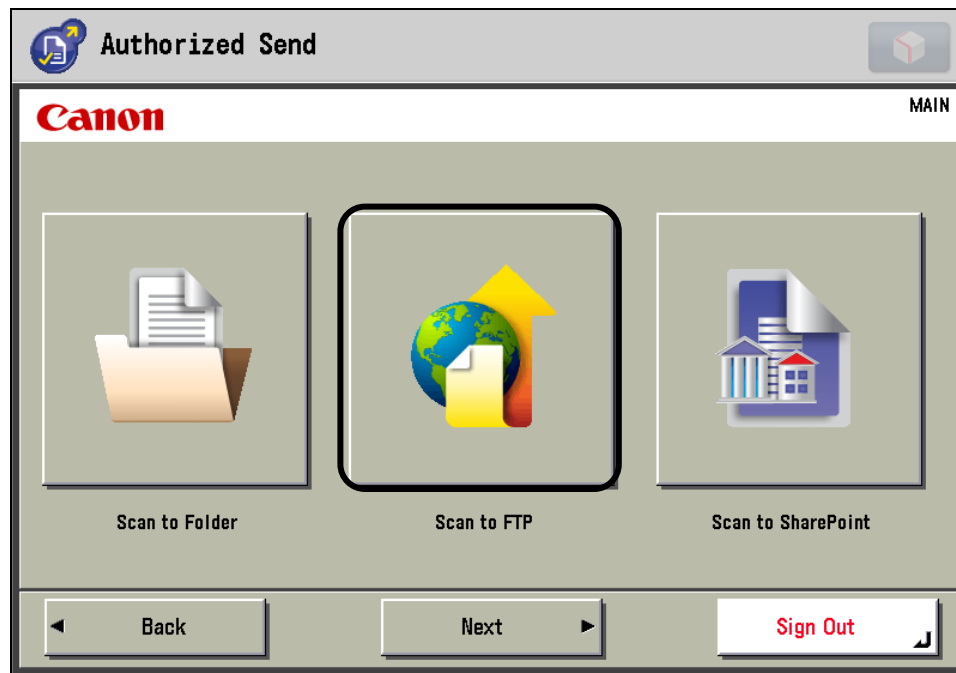 Authorized Send
Canon
MAIN
Scan to Folder
Scan to FTP
Scan to SharePoint
Back
Next
Sign Out